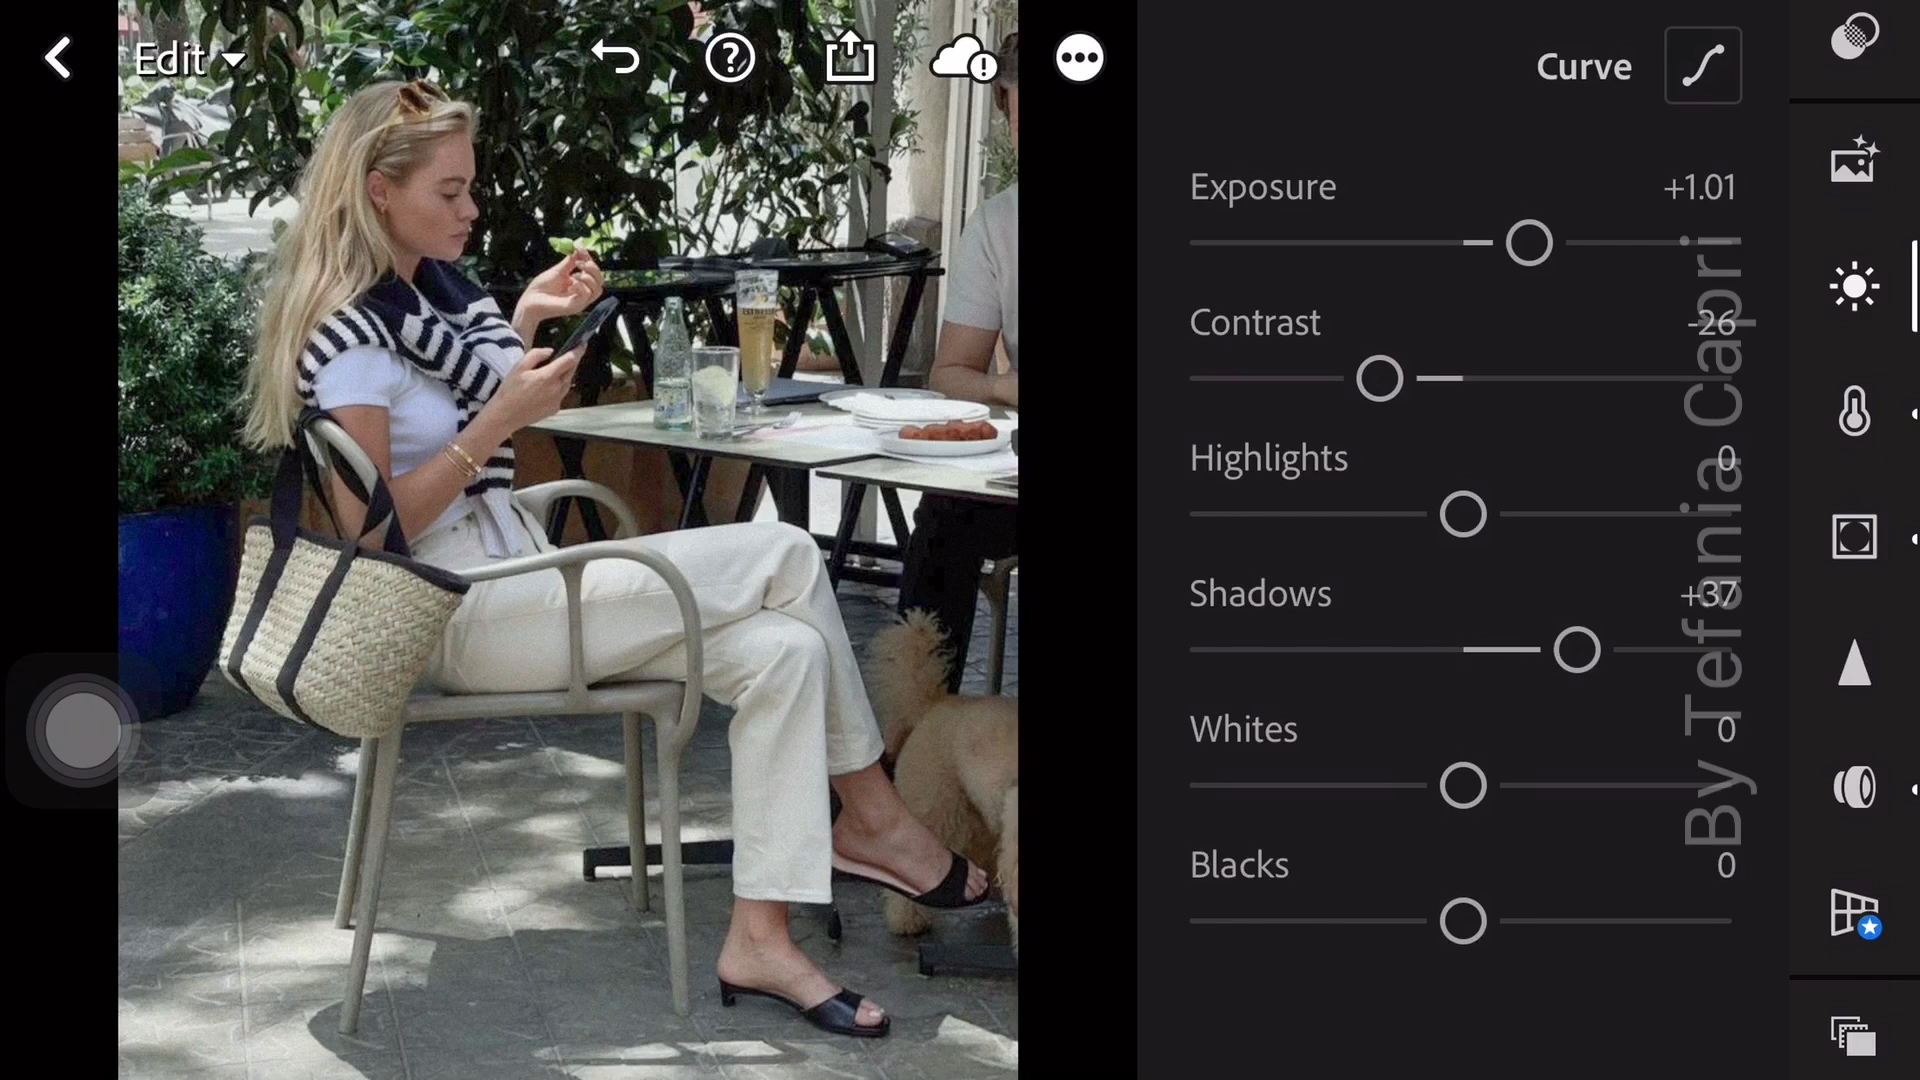 Edit
Curve
Exposure +1.01
Contrast -26
Highlights 0
Shadows +37
Whites 0
Blacks 0
By Tefania Capri